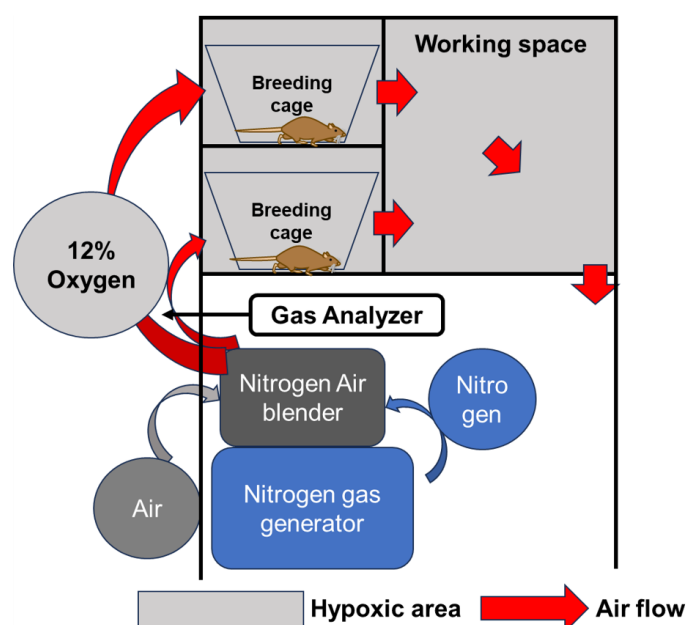 Working space
Breeding
cage
Breeding
cage
12%
Oxygen
Gas Analyzer
Nitrogen Air
blender
Nitro
gen
Air
Nitrogen gas
generator
Hypoxic area
Air flow